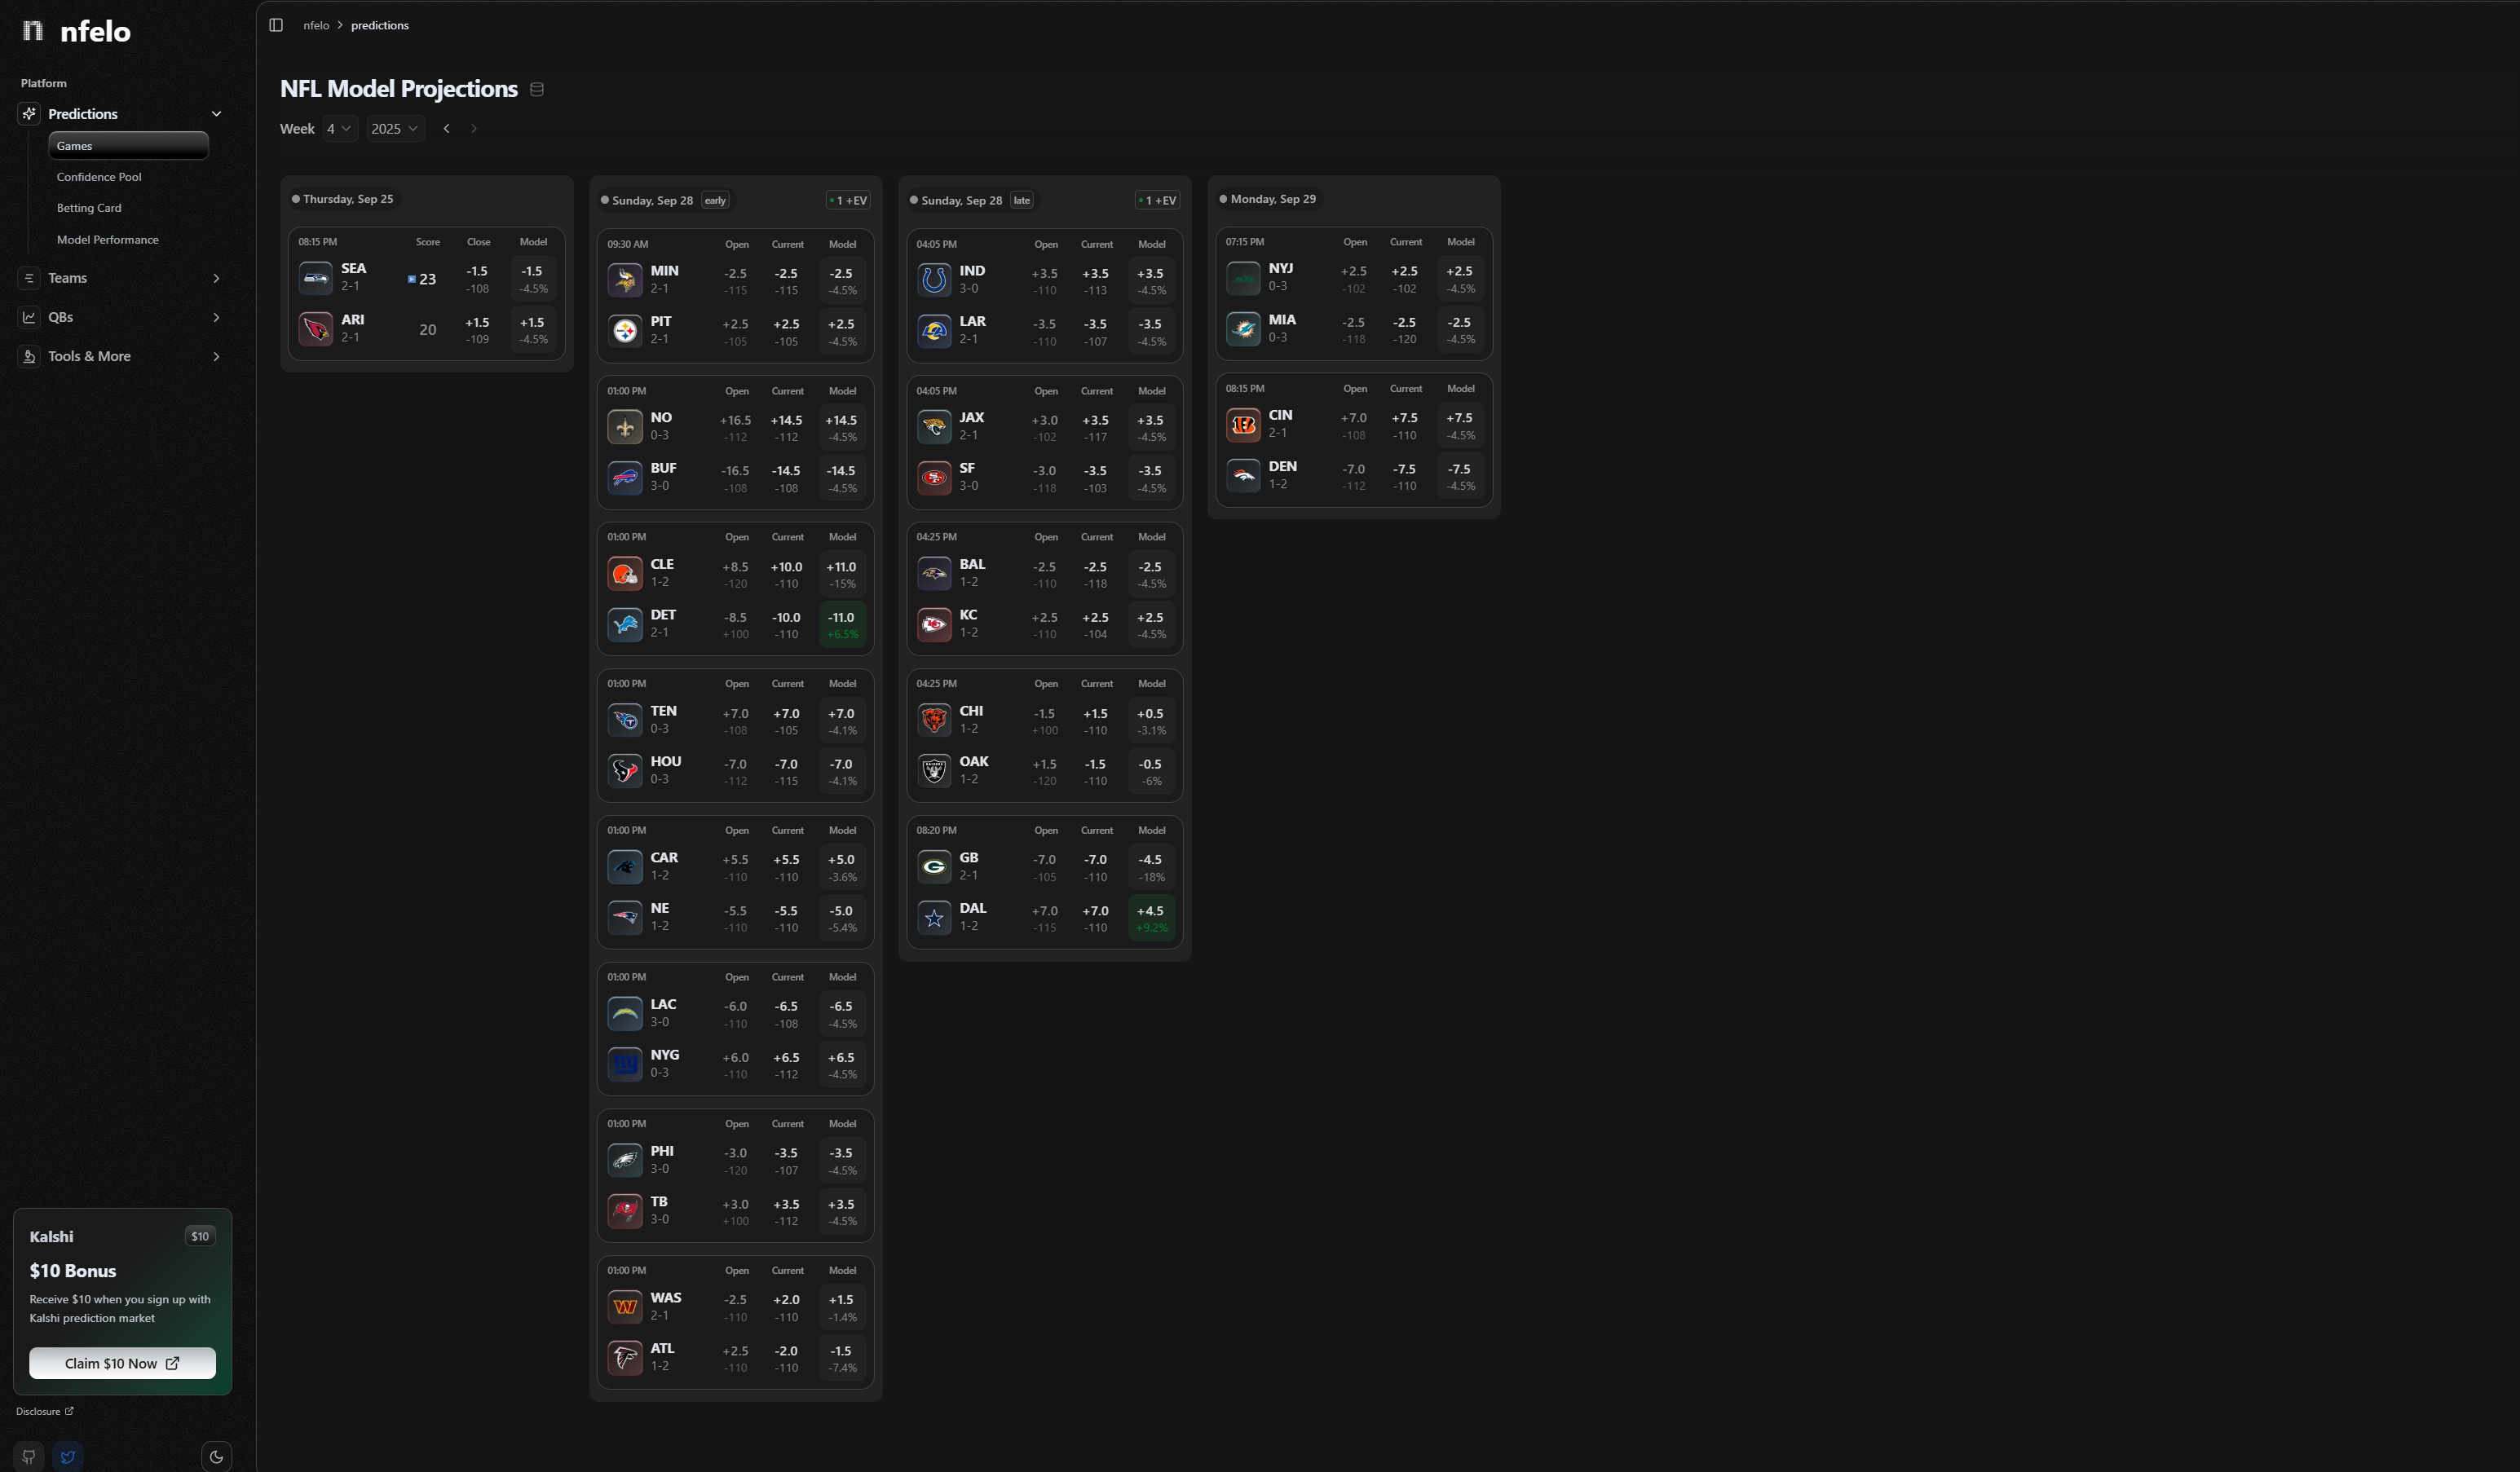 nfelo
Platform
Predictions
Games
Confidence Pool
Betting Card
Model Performance
Teams
QBs
Tools & More
Kalshi $10
$10 Bonus
Receive $10 when you sign up with
Kalshi prediction market
Claim $10 Now
Disclosure
nfelo > predictions
NFL Model Projections
Week 4 2025
Thursday, Sep 25
08:15 PM Score Close Model
SEA 23 -1.5 -1.5
2-1 -108 -4.5%
ARI 20 +1.5 +1.5
2-1 -109 -4.5%
Sunday, Sep 28 early 1 +EV
09:30 AM Open Current Model
MIN -2.5 -2.5 -2.5
2-1 -115 -115 -4.5%
PIT +2.5 +2.5 +2.5
2-1 -105 -105 -4.5%
01:00 PM Open Current Model
NO +16.5 +14.5 +14.5
0-3 -112 -112 -4.5%
BUF -16.5 -14.5 -14.5
3-0 -108 -108 -4.5%
01:00 PM Open Current Model
CLE +8.5 +10.0 +11.0
1-2 -120 -110 -15%
DET -8.5 -10.0 -11.0
2-1 +100 -110 +6.5%
01:00 PM Open Current Model
TEN +7.0 +7.0 +7.0
0-3 -108 -105 -4.1%
HOU -7.0 -7.0 -7.0
0-3 -112 -115 -4.1%
01:00 PM Open Current Model
CAR +5.5 +5.5 +5.0
1-2 -110 -110 -3.6%
NE -5.5 -5.5 -5.0
1-2 -110 -110 -5.4%
01:00 PM Open Current Model
LAC -6.0 -6.5 -6.5
3-0 -110 -108 -4.5%
NYG +6.0 +6.5 +6.5
0-3 -110 -112 -4.5%
01:00 PM Open Current Model
PHI -3.0 -3.5 -3.5
3-0 -120 -107 -4.5%
TB +3.0 +3.5 +3.5
3-0 +100 -112 -4.5%
01:00 PM Open Current Model
WAS -2.5 +2.0 +1.5
2-1 -110 -110 -1.4%
ATL +2.5 -2.0 -1.5
1-2 -110 -110 -7.4%
Sunday, Sep 28 late 1 +EV
04:05 PM Open Current Model
IND +3.5 +3.5 +3.5
3-0 -110 -113 -4.5%
LAR -3.5 -3.5 -3.5
2-1 -110 -107 -4.5%
04:05 PM Open Current Model
JAX +3.0 +3.5 +3.5
2-1 -102 -117 -4.5%
SF -3.0 -3.5 -3.5
3-0 -118 -103 -4.5%
04:25 PM Open Current Model
BAL -2.5 -2.5 -2.5
1-2 -110 -118 -4.5%
KC +2.5 +2.5 +2.5
1-2 -110 -104 -4.5%
04:25 PM Open Current Model
CHI -1.5 +1.5 +0.5
1-2 +100 -110 -3.1%
OAK +1.5 -1.5 -0.5
1-2 -120 -110 -6%
08:20 PM Open Current Model
GB -7.0 -7.0 -4.5
2-1 -105 -110 -18%
DAL +7.0 +7.0 +4.5
1-2 -115 -110 +9.2%
Monday, Sep 29
07:15 PM Open Current Model
NYJ +2.5 +2.5 +2.5
0-3 -102 -102 -4.5%
MIA -2.5 -2.5 -2.5
0-3 -118 -120 -4.5%
08:15 PM Open Current Model
CIN +7.0 +7.5 +7.5
2-1 -108 -110 -4.5%
DEN -7.0 -7.5 -7.5
1-2 -112 -110 -4.5%